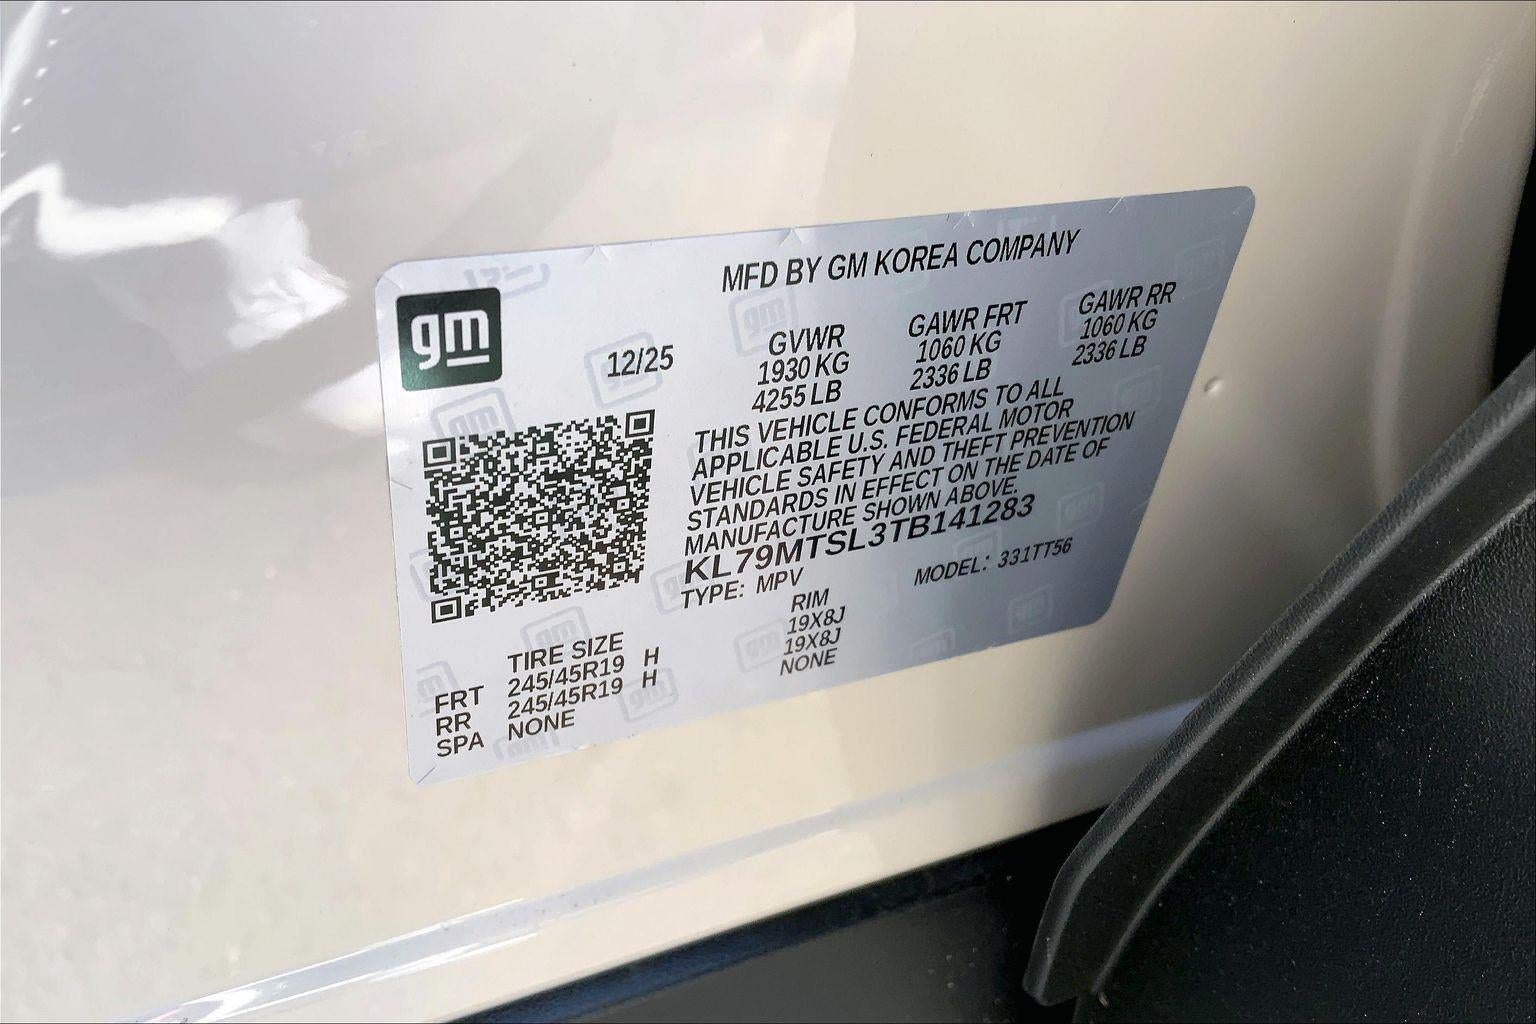 MFD BY GM KOREA COMPANY
gm
12/25
GVWR
1930 KG
4255 LB
GAWR FRT
1060 KG
2336 LB
GAWR RR
1060 KG
2336 LB
THIS VEHICLE CONFORMS TO ALL
APPLICABLE U.S. FEDERAL MOTOR
VEHICLE SAFETY AND THEFT PREVENTION
STANDARDS IN EFFECT ON THE DATE OF
MANUFACTURE SHOWN ABOVE.
KL79MTSL3TB141283
TYPE: MPV MODEL: 331TT56
TIRE SIZE RIM
FRT 245/45R19 H 19X8J
RR 245/45R19 H 19X8J
SPA NONE NONE